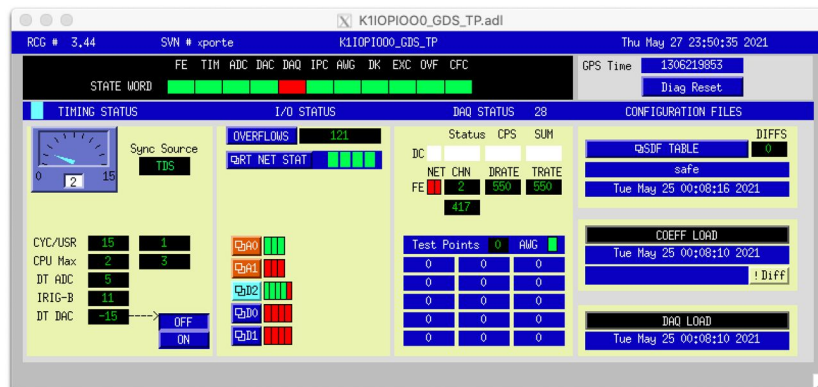 K1IOPIOO0_GDS_TP.adl
RCG # 3.44 SVN # xporte K1IOPIOO0_GDS_TP Thu May 27 23:50:35 2021
FE TIM ADC DAC DAQ IPC AWG DK EXC OVF CFC
STATE WORD
GPS Time 1306219853
Diag Reset
TIMING STATUS I/O STATUS DAQ STATUS 28 CONFIGURATION FILES
0 2 15
Sync Source
TDS
OVERFLOWS 121
RT NET STAT
Status CPS SUM
DC
NET CHN DRATE TRATE
FE 2 550 550
417
DIFFS
SDF TABLE 0
safe
Tue May 25 00:08:16 2021
CYC/USR 15 1
CPU Max 2 3
DT ADC 5
IRIG-B 11
DT DAC -15 ---> OFF
ON
A0
A1
D2
D0
D1
Test Points 0 AWG
0 0 0
0 0 0
0 0 0
0 0 0
0 0 0
COEFF LOAD
Tue May 25 00:08:10 2021
! Diff
DAQ LOAD
Tue May 25 00:08:10 2021